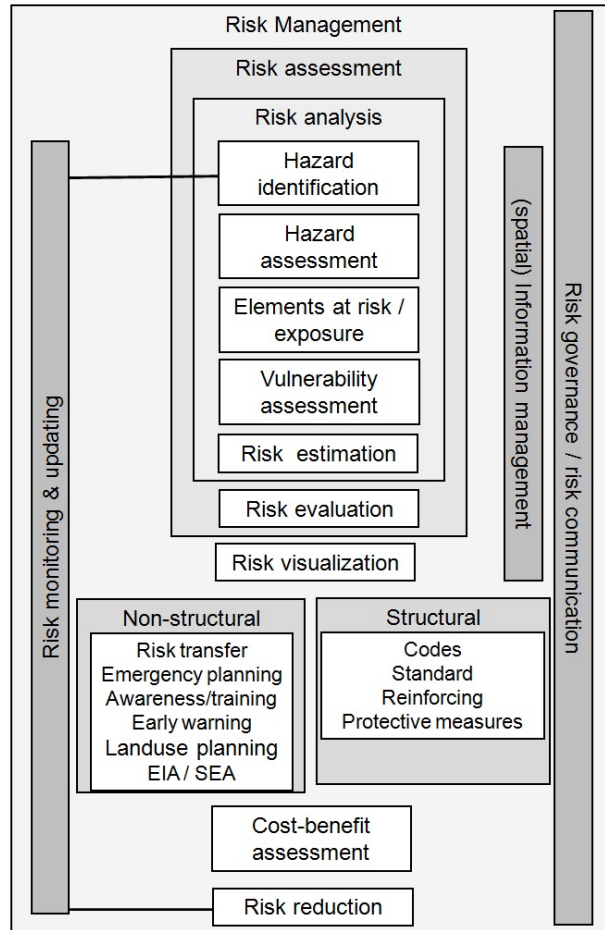 Risk Management
Risk assessment
Risk analysis
Hazard
identification
Hazard
assessment
Elements at risk /
exposure
Vulnerability
assessment
Risk estimation
Risk evaluation
Risk visualization
Non-structural
Risk transfer
Emergency planning
Awareness/training
Early warning
Landuse planning
EIA / SEA
Structural
Codes
Standard
Reinforcing
Protective measures
Cost-benefit
assessment
Risk reduction
Risk monitoring & updating
(spatial) Information management
Risk governance / risk communication